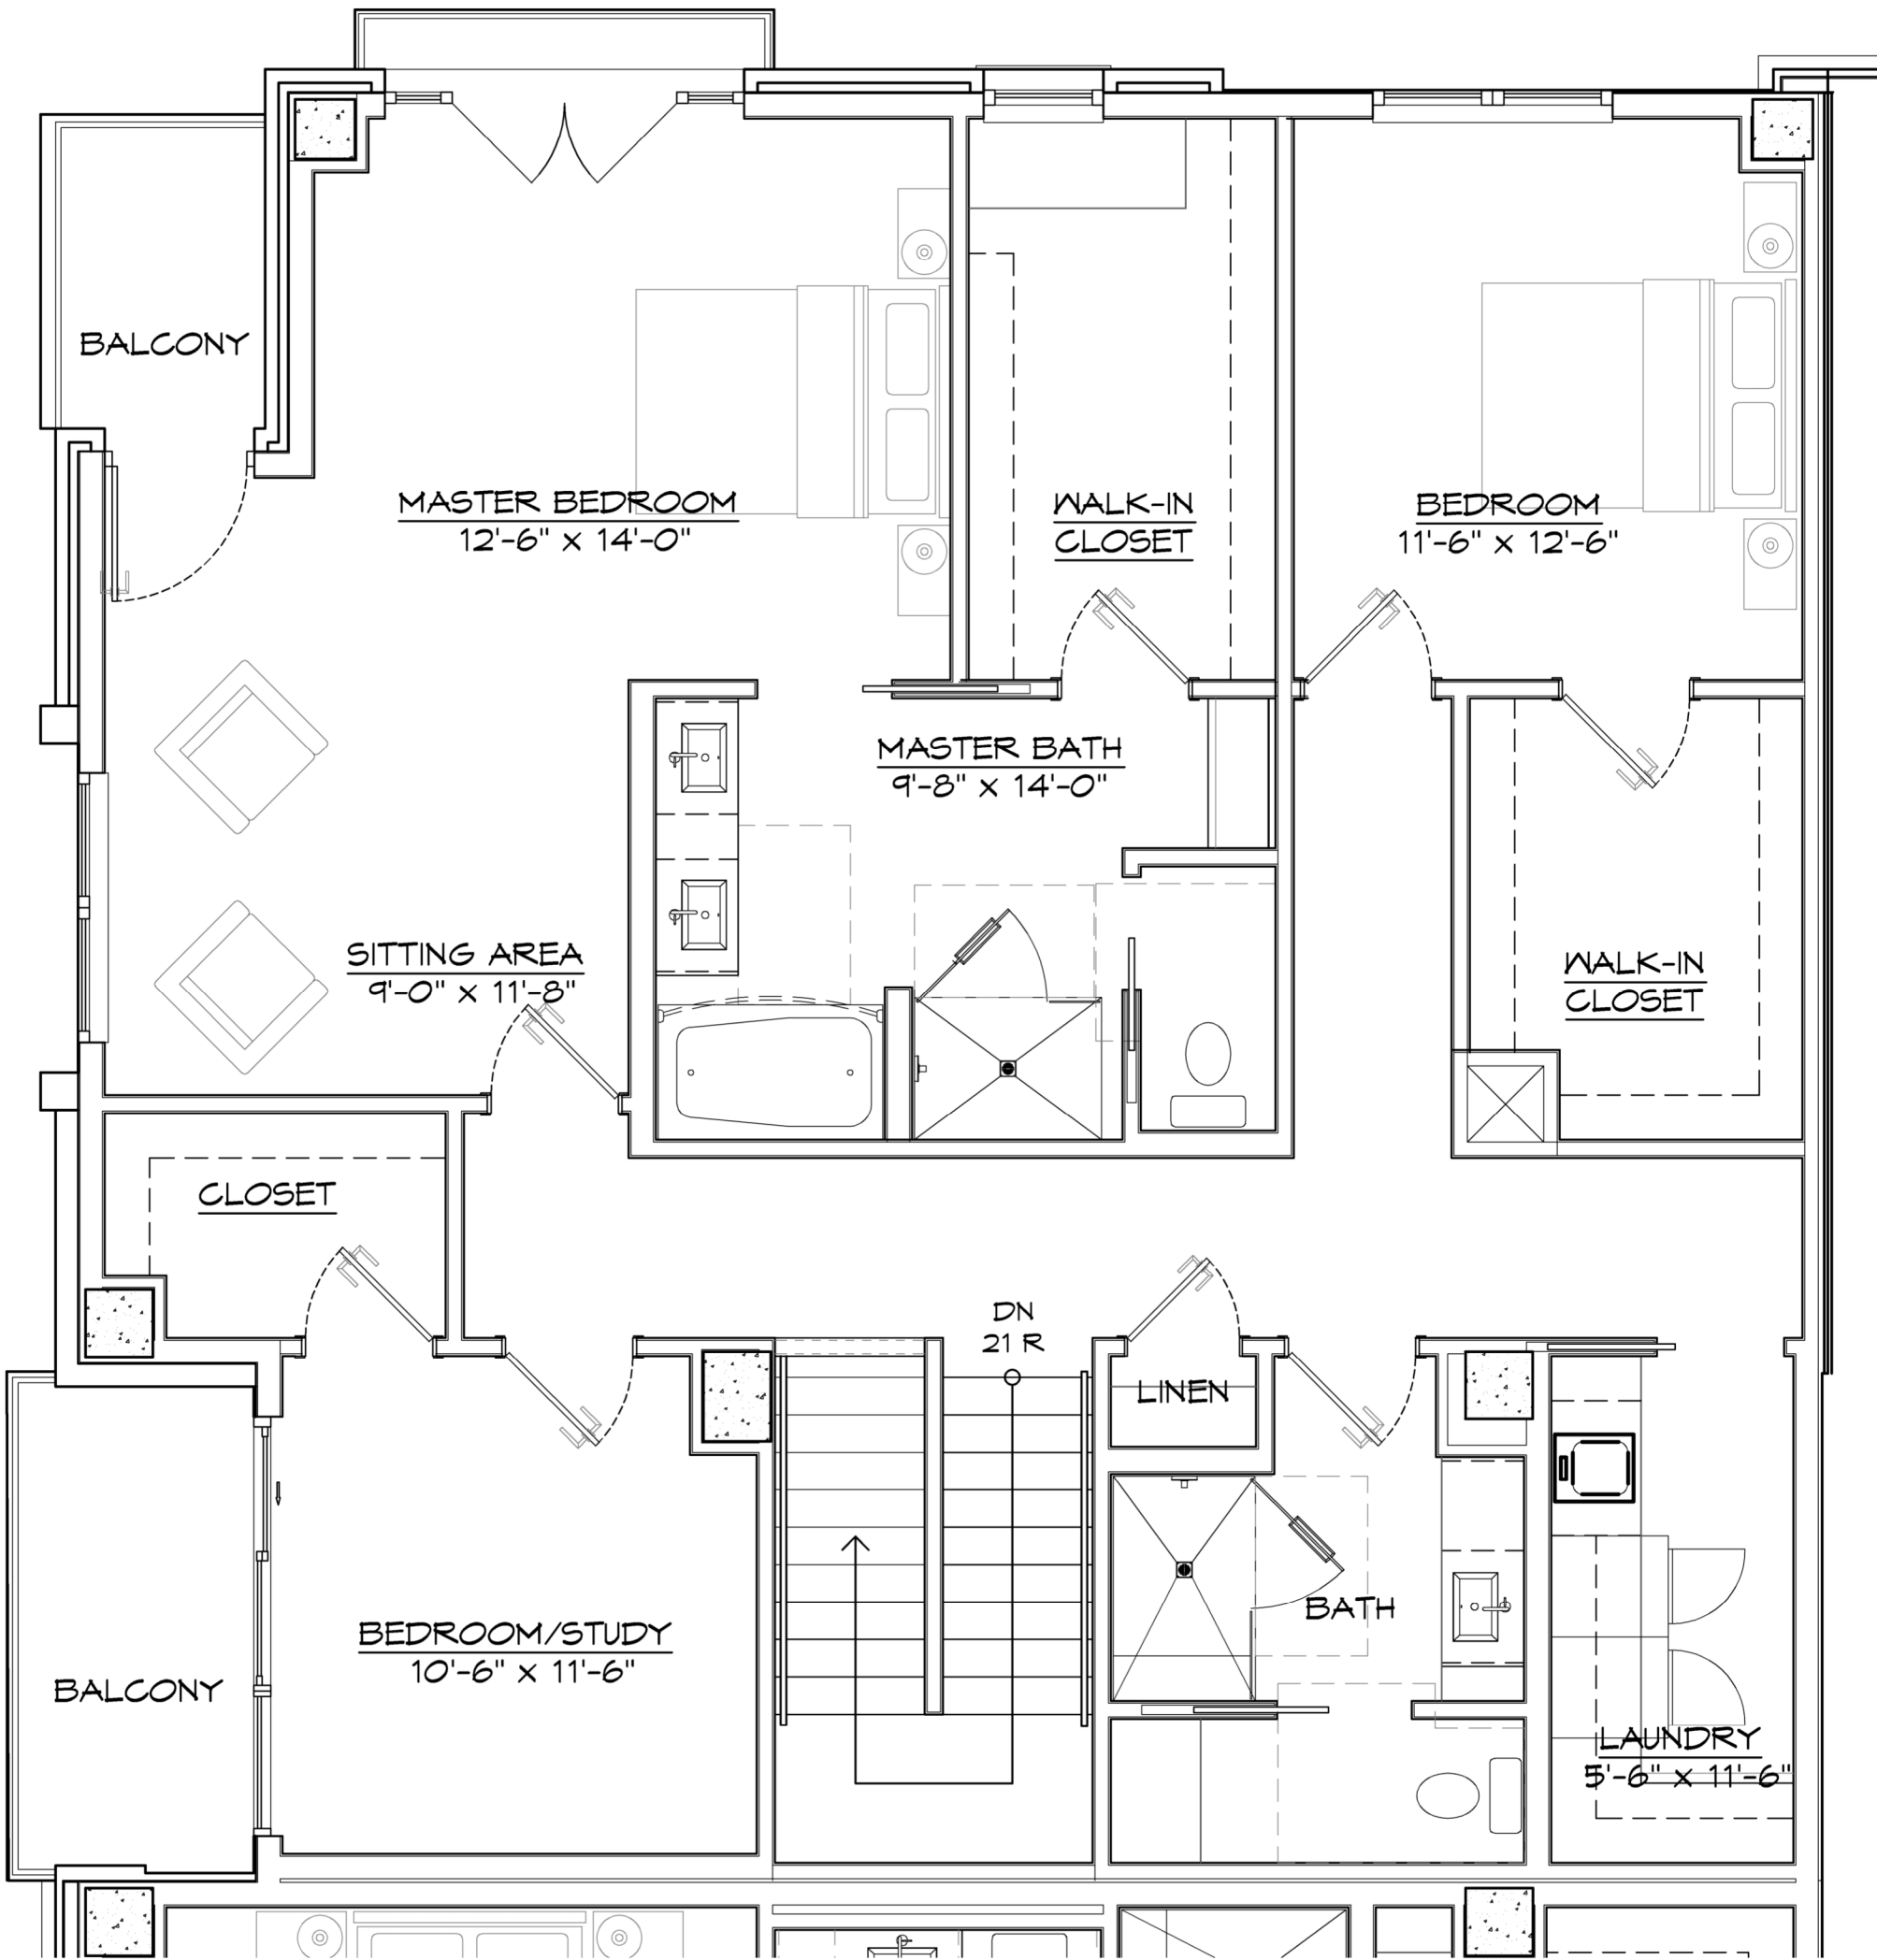 BALCONY
MASTER BEDROOM
12'-6" x 14'-0"
WALK-IN
CLOSET
BEDROOM
11'-6" x 12'-6"
MASTER BATH
9'-8" x 14'-0"
SITTING AREA
9'-0" x 11'-8"
WALK-IN
CLOSET
CLOSET
DN
21 R
LINEN
BATH
BEDROOM/STUDY
10'-6" x 11'-6"
BALCONY
LAUNDRY
5'-6" x 11'-6"